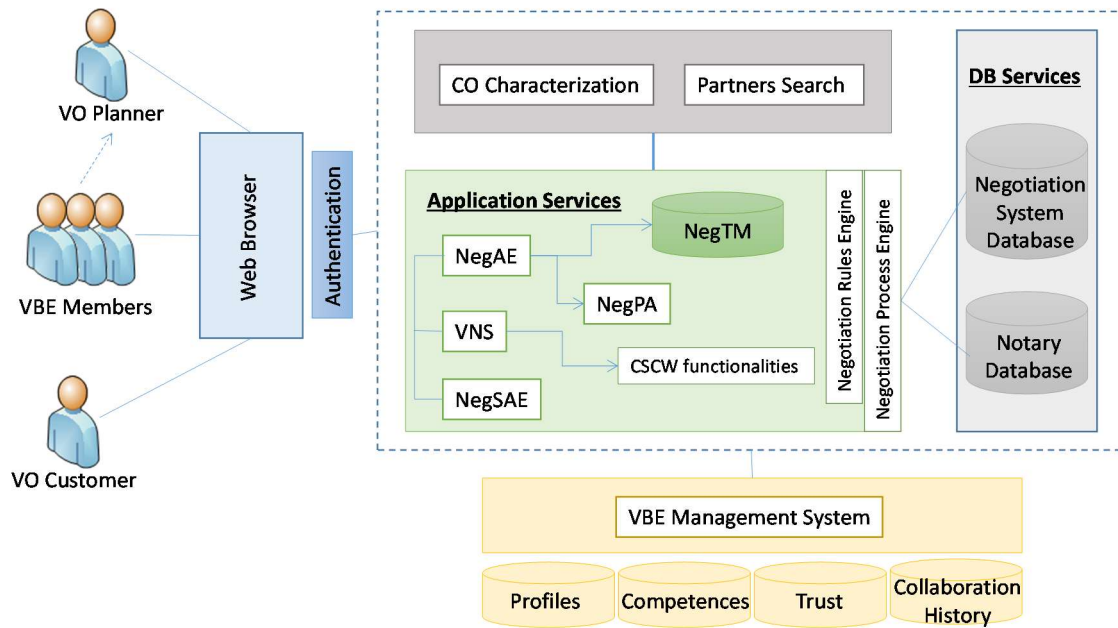 VO Planner
VBE Members
VO Customer
Web Browser
Authentication
CO Characterization
Partners Search
Application Services
NegTM
NegAE
NegPA
VNS
CSCW functionalities
NegSAE
Negotiation Rules Engine
Negotiation Process Engine
DB Services
Negotiation
System
Database
Notary
Database
VBE Management System
Profiles
Competences
Trust
Collaboration
History